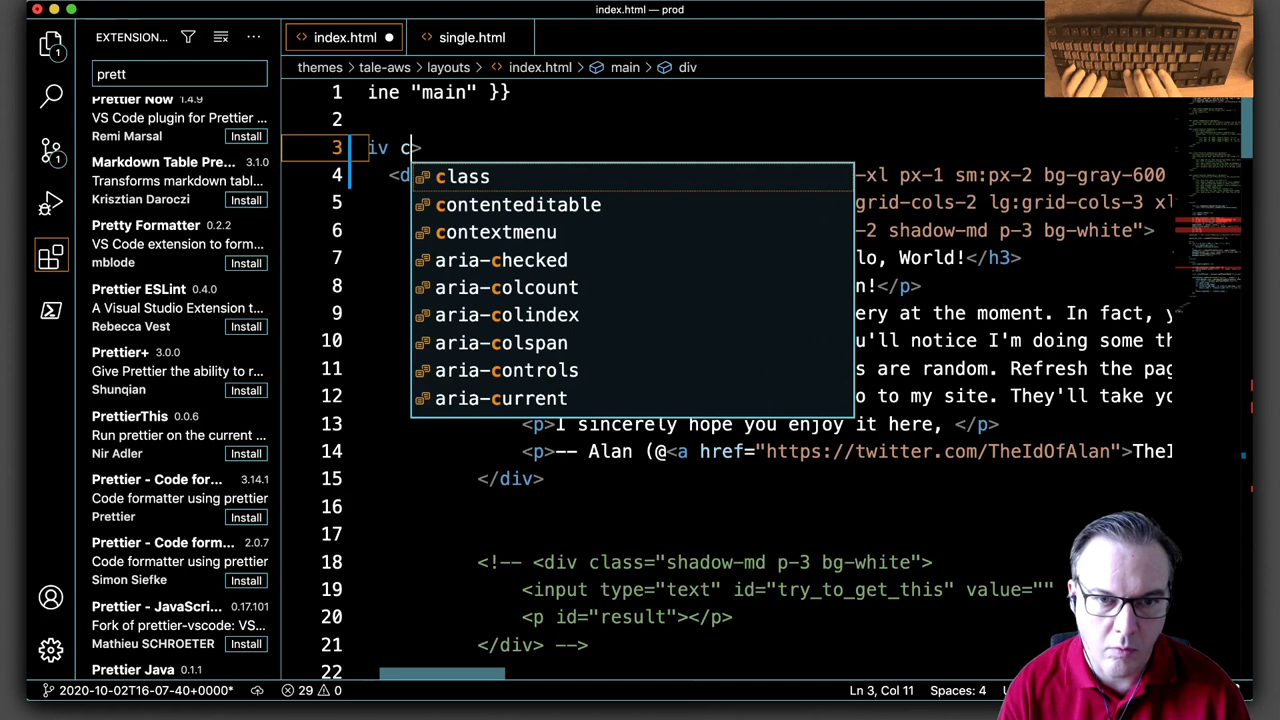 index.html — prod
EXTENSION...
index.html
single.html
1
prett
themes > tale-aws > layouts > index.html > main > div
Prettier Now 1.4.9
VS Code plugin for Prettier ...
Remi Marsal Install
Markdown Table Pre... 3.1.0
Transforms markdown tabl...
Krisztian Daroczi Install
1
Pretty Formatter 0.2.2
VS Code extension to form...
mblode Install
Prettier ESLint 0.4.0
A Visual Studio Extension t...
Rebecca Vest Install
Prettier+ 3.0.0
Give Prettier the ability to r...
Shunqian Install
PrettierThis 0.0.6
Run prettier on the current ...
Nir Adler Install
Prettier - Code for... 3.14.1
Code formatter using prettier
Prettier Install
Prettier - Code form... 2.0.7
Code formatter using prettier
Simon Siefke Install
Prettier - JavaScri... 0.17.101
Fork of prettier-vscode: VS...
Mathieu SCHROETER Install
Prettier Java 0.1.1
1 ine "main" }}
2
3 iv c>
4 <d -xl px-1 sm:px-2 bg-gray-600
5 grid-cols-2 lg:grid-cols-3 xl
6 -2 shadow-md p-3 bg-white">
7 lo, World!</h3>
8 n!</p>
9 ery at the moment. In fact, y
10 u'll notice I'm doing some th
11 s are random. Refresh the pag
12 o to my site. They'll take yo
13 <p>I sincerely hope you enjoy it here, </p>
14 <p>-- Alan (@<a href="https://twitter.com/TheIdOfAlan">TheI
15 </div>
16
17
18 <!-- <div class="shadow-md p-3 bg-white">
19 <input type="text" id="try_to_get_this" value=""
20 <p id="result"></p>
21 </div> -->
22
class
contenteditable
contextmenu
aria-checked
aria-colcount
aria-colindex
aria-colspan
aria-controls
aria-current
2020-10-02T16-07-40+0000* 29 0 Ln 3, Col 11 Spaces: 4